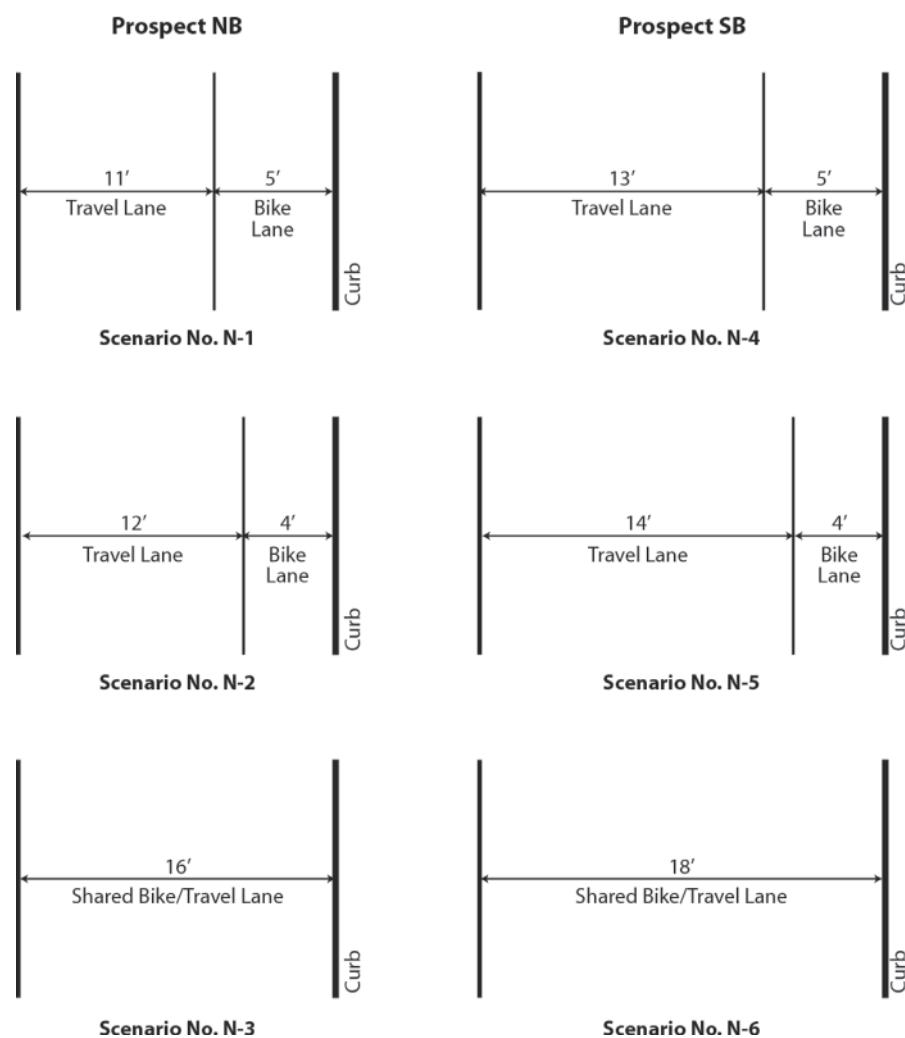 Prospect NB
Prospect SB
11′
5′
Travel Lane
Bike
Lane
Curb
Scenario No. N-1
13′
5′
Travel Lane
Bike
Lane
Curb
Scenario No. N-4
12′
4′
Travel Lane
Bike
Lane
Curb
Scenario No. N-2
14′
4′
Travel Lane
Bike
Lane
Curb
Scenario No. N-5
16′
Shared Bike/Travel Lane
Curb
Scenario No. N-3
18′
Shared Bike/Travel Lane
Curb
Scenario No. N-6